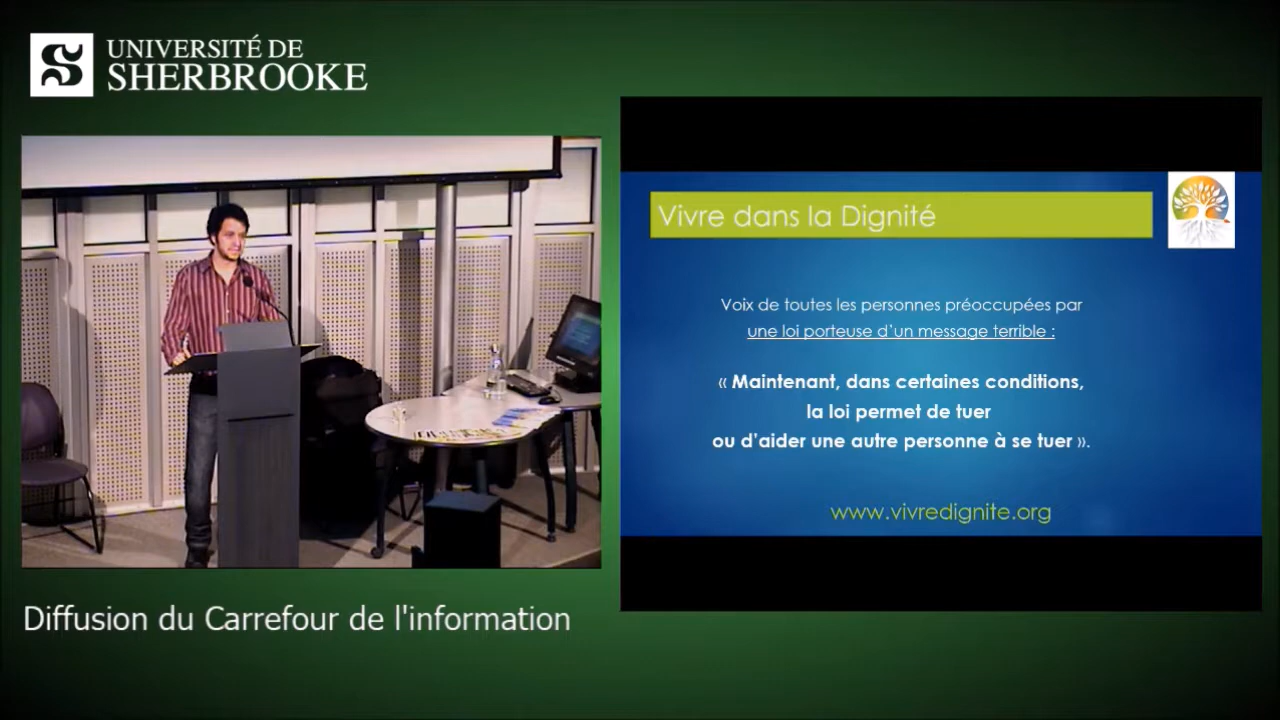 UNIVERSITÉ DE
SHERBROOKE
Vivre dans la Dignité
Voix de toutes les personnes préoccupées par
une loi porteuse d'un message terrible :
« Maintenant, dans certaines conditions,
la loi permet de tuer
ou d'aider une autre personne à se tuer ».
www.vivredignite.org
Diffusion du Carrefour de l'information